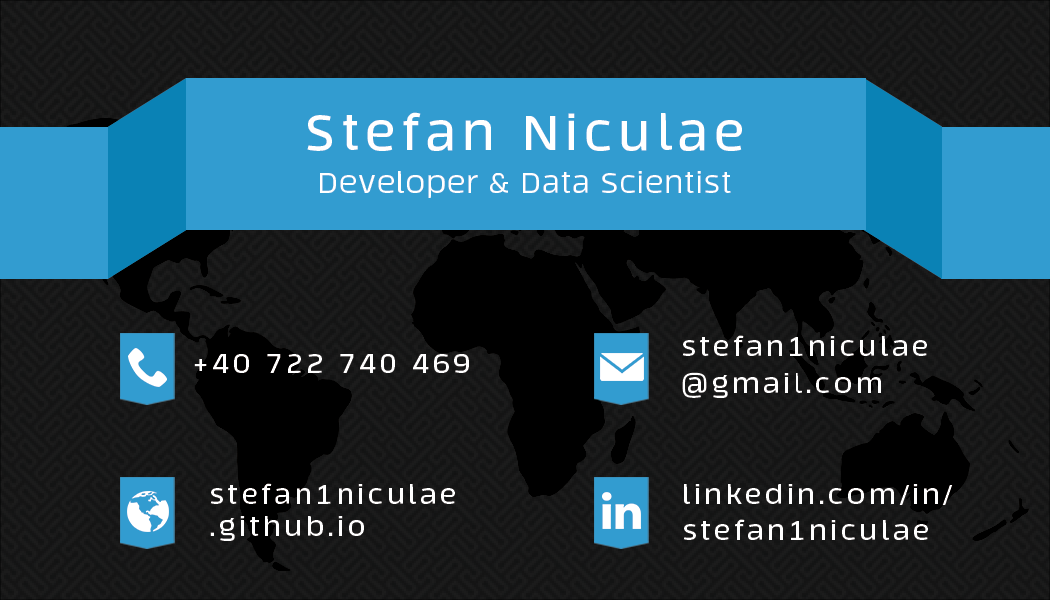 Stefan Niculae
Developer & Data Scientist
+40 722 740 469
stefan1niculae
@gmail.com
stefan1niculae
.github.io
in
linkedin.com/in/
stefan1niculae